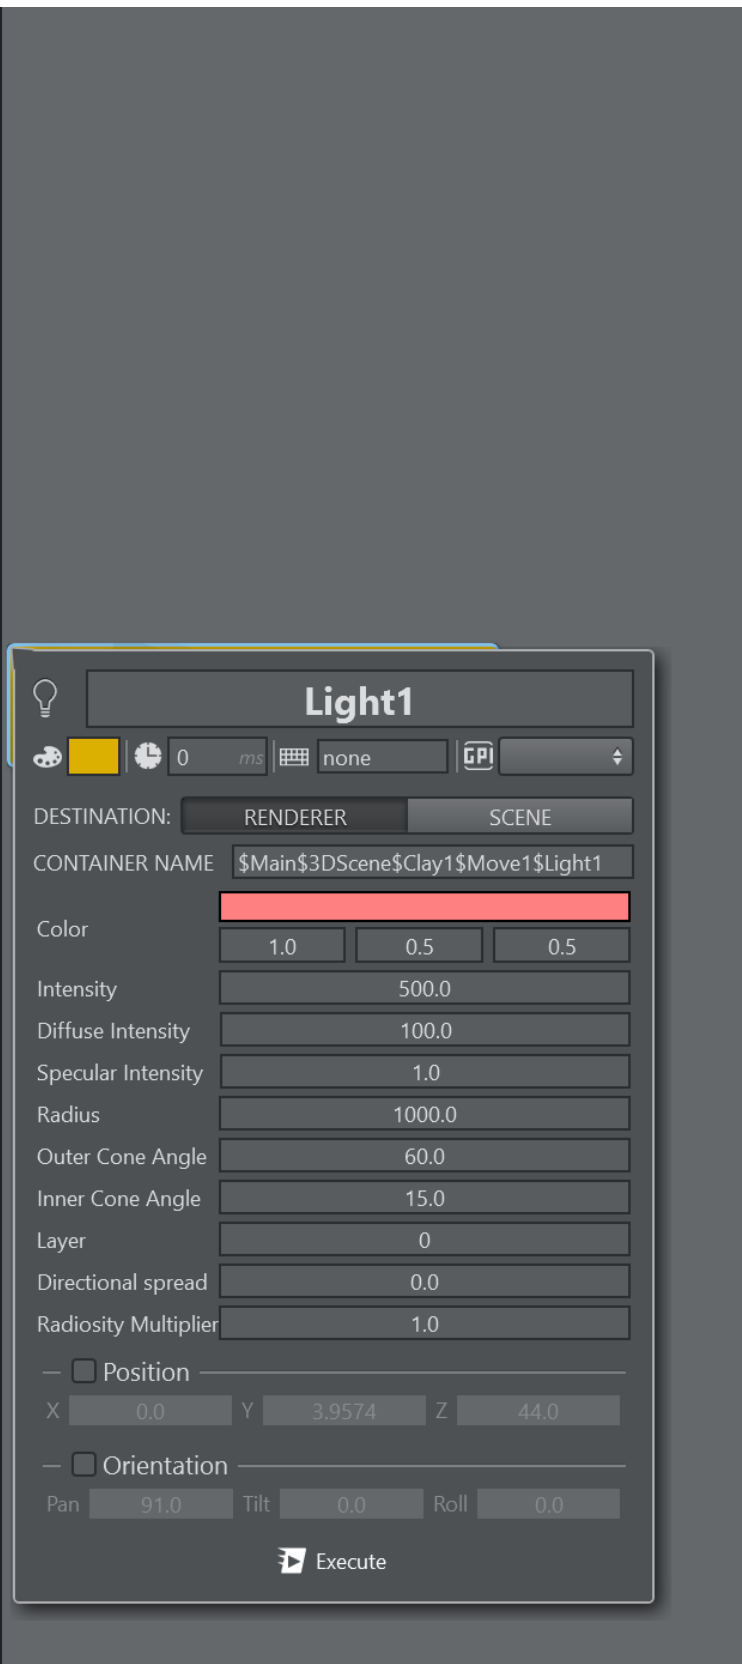 Light1
0 ms none GPI
DESTINATION: RENDERER SCENE
CONTAINER NAME $Main$3DScene$Clay1$Move1$Light1
Color
1.0 0.5 0.5
Intensity 500.0
Diffuse Intensity 100.0
Specular Intensity 1.0
Radius 1000.0
Outer Cone Angle 60.0
Inner Cone Angle 15.0
Layer 0
Directional spread 0.0
Radiosity Multiplier 1.0
Position
X 0.0 Y 3.9574 Z 44.0
Orientation
Pan 91.0 Tilt 0.0 Roll 0.0
Execute